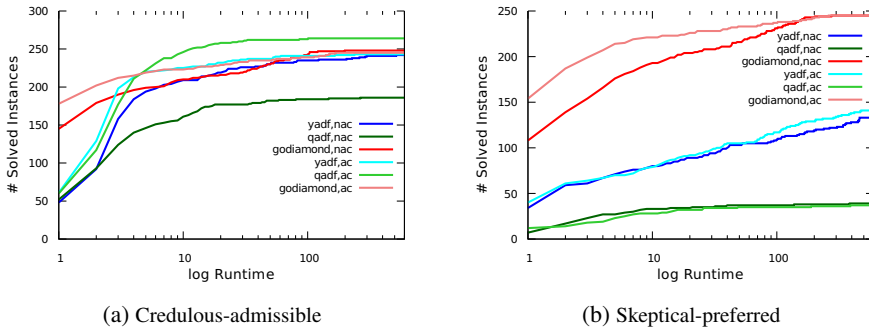 300
250
200
150
100
50
0
# Solved Instances
1
10
100
log Runtime
yadf,nac
qadf,nac
godiamond,nac
yadf,ac
qadf,ac
godiamond,ac
(a) Credulous-admissible
250
200
150
100
50
0
# Solved Instances
1
10
100
log Runtime
yadf,nac
qadf,nac
godiamond,nac
yadf,ac
qadf,ac
godiamond,ac
(b) Skeptical-preferred